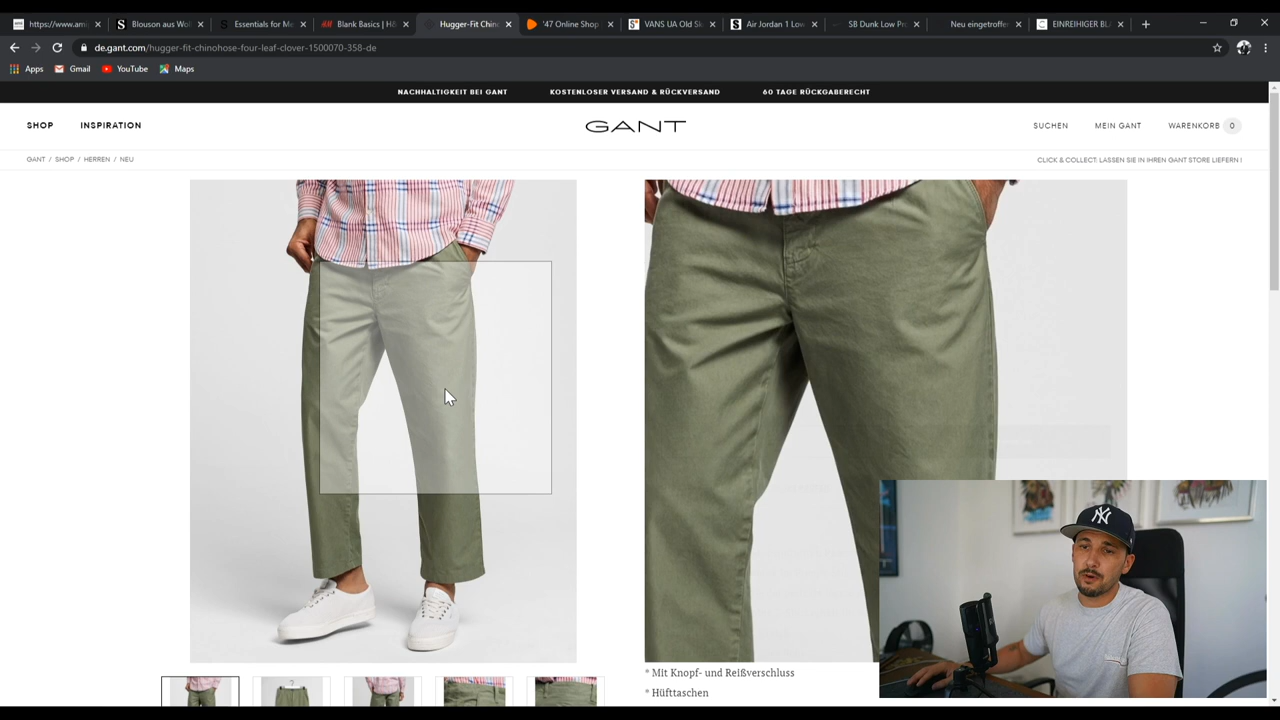 https://www.ami
Blouson aus Wol
Essentials for Me
Blank Basics | H&
Hugger-Fit Chino
'47 Online Shop
VANS UA Old Sk
Air Jordan 1 Low
SB Dunk Low Pr
Neu eingetroffen
EINREIHIGER BL
de.gant.com/hugger-fit-chinohose-four-leaf-clover-1500070-358-de
Apps
Gmail
YouTube
Maps
NACHHALTIGKEIT BEI GANT
KOSTENLOSER VERSAND & RÜCKVERSAND
60 TAGE RÜCKGABERECHT
SHOP
INSPIRATION
GANT
SUCHEN
MEIN GANT
WARENKORB 0
GANT / SHOP / HERREN / NEU
CLICK & COLLECT: LASSEN SIE IN IHREN GANT STORE LIEFERN !
* Mit Knopf- und Reißverschluss
* Hüfttaschen